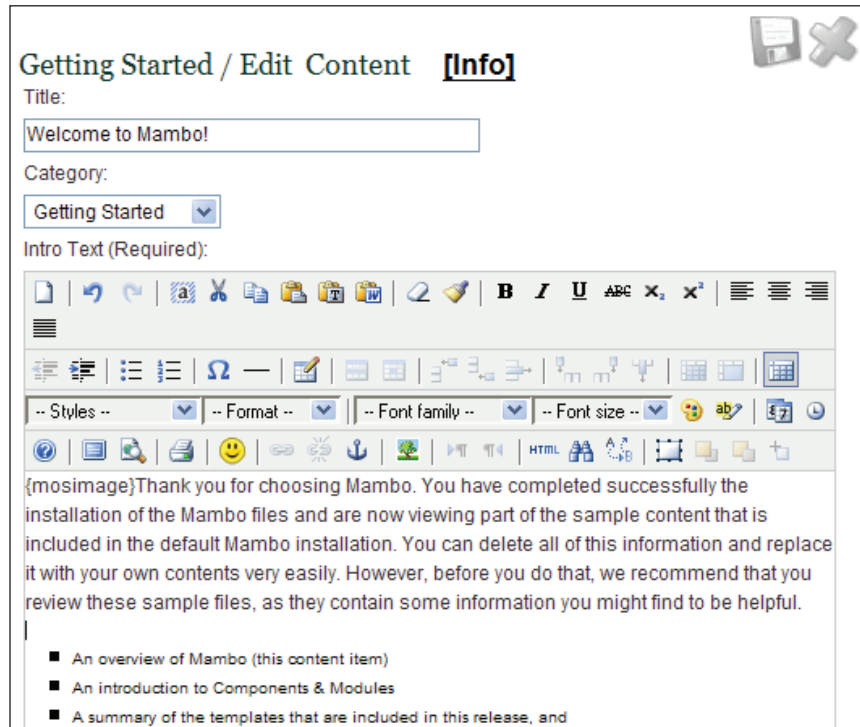 Getting Started / Edit Content [Info]
Title:
Welcome to Mambo!
Category:
Getting Started
Intro Text (Required):
B I U ABC x₂ x²
Ω —
-- Styles -- -- Format -- -- Font family -- -- Font size --
HTML
{mosimage}Thank you for choosing Mambo. You have completed successfully the
installation of the Mambo files and are now viewing part of the sample content that is
included in the default Mambo installation. You can delete all of this information and replace
it with your own contents very easily. However, before you do that, we recommend that you
review these sample files, as they contain some information you might find to be helpful.
■ An overview of Mambo (this content item)
■ An introduction to Components & Modules
■ A summary of the templates that are included in this release, and